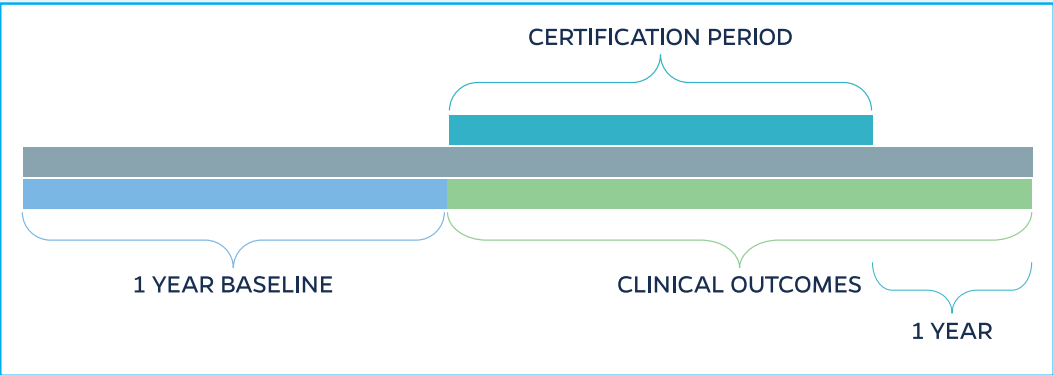 CERTIFICATION PERIOD
1 YEAR BASELINE
CLINICAL OUTCOMES
1 YEAR